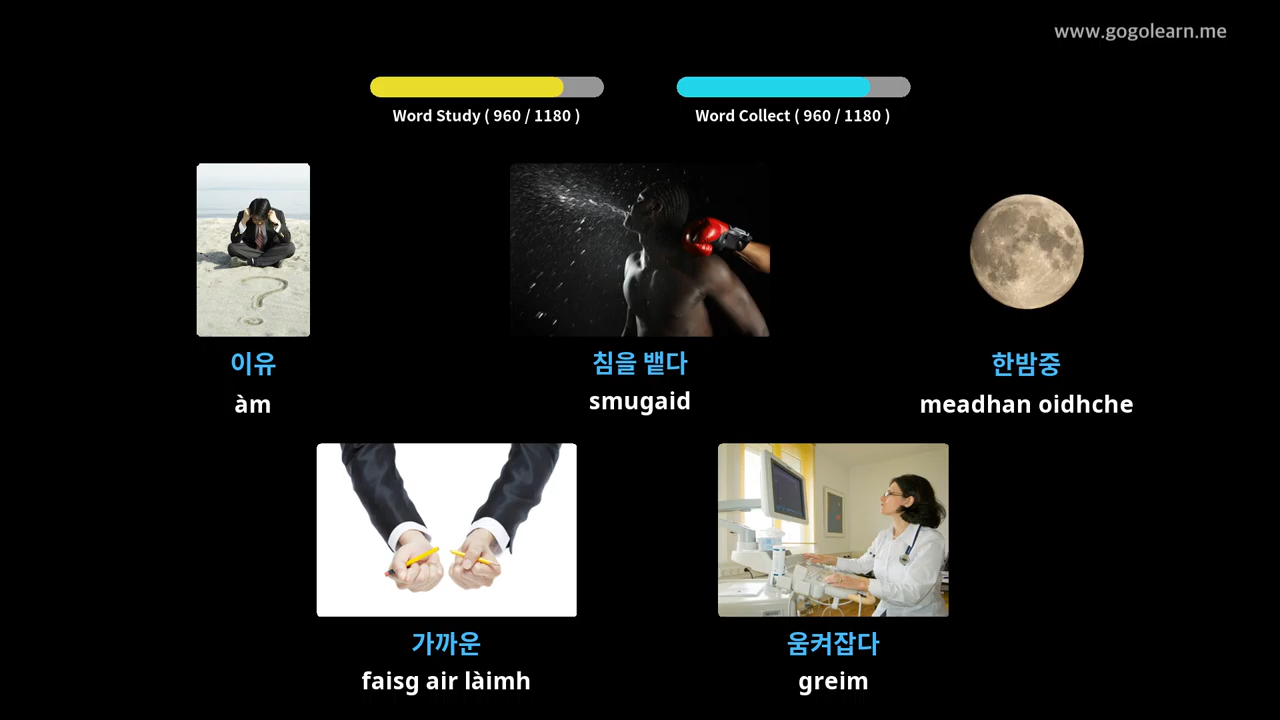 www.gogolearn.me
Word Study ( 960 / 1180 )
Word Collect ( 960 / 1180 )
이유
àm
침을 뱉다
smugaid
한밤중
meadhan oidhche
가까운
faisg air làimh
움켜잡다
greim